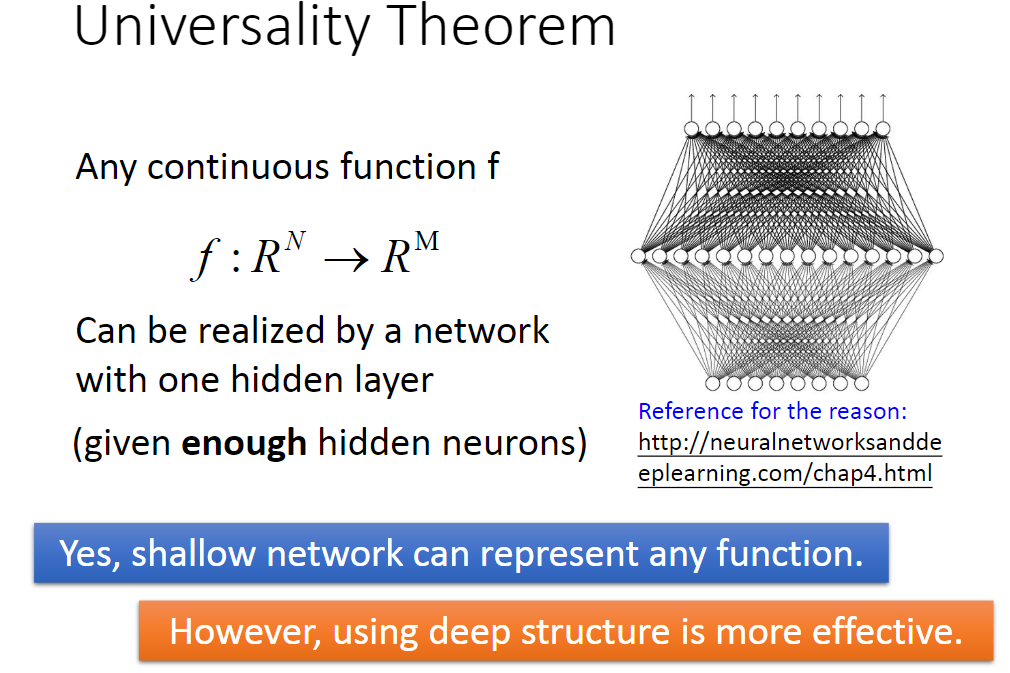 Universality Theorem
Any continuous function f
f : R^N → R^M
Can be realized by a network
with one hidden layer
(given enough hidden neurons)
Reference for the reason:
http://neuralnetworksandde
eplearning.com/chap4.html
Yes, shallow network can represent any function.
However, using deep structure is more effective.